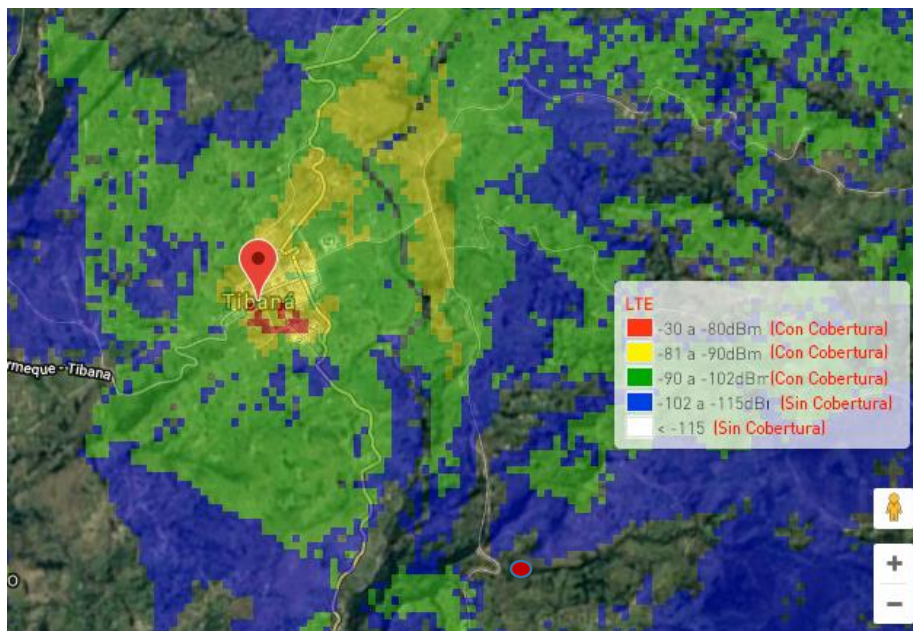 Tibaná
rmeque - Tibana
LTE
-30 a -80dBm (Con Cobertura)
-81 a -90dBm (Con Cobertura)
-90 a -102dBm (Con Cobertura)
-102 a -115dBı (Sin Cobertura)
< -115 (Sin Cobertura)
O
+
−